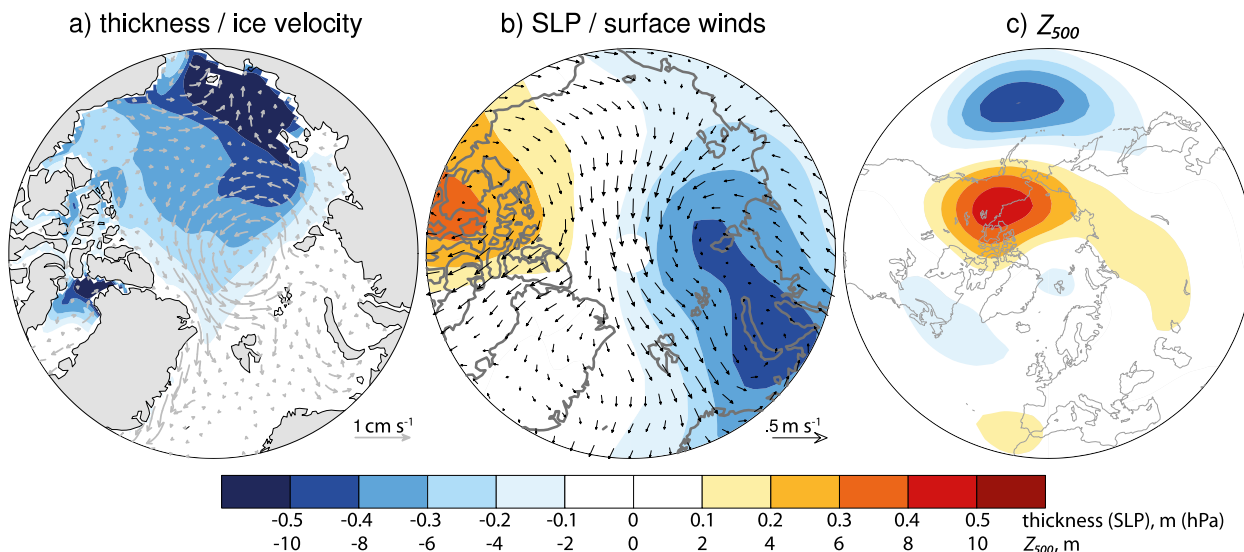 a) thickness / ice velocity
b) SLP / surface winds
c) Z500
1 cm s-1
.5 m s-1
-0.5 -0.4 -0.3 -0.2 -0.1 0 0.1 0.2 0.3 0.4 0.5 thickness (SLP), m (hPa)
-10 -8 -6 -4 -2 0 2 4 6 8 10 Z500, m